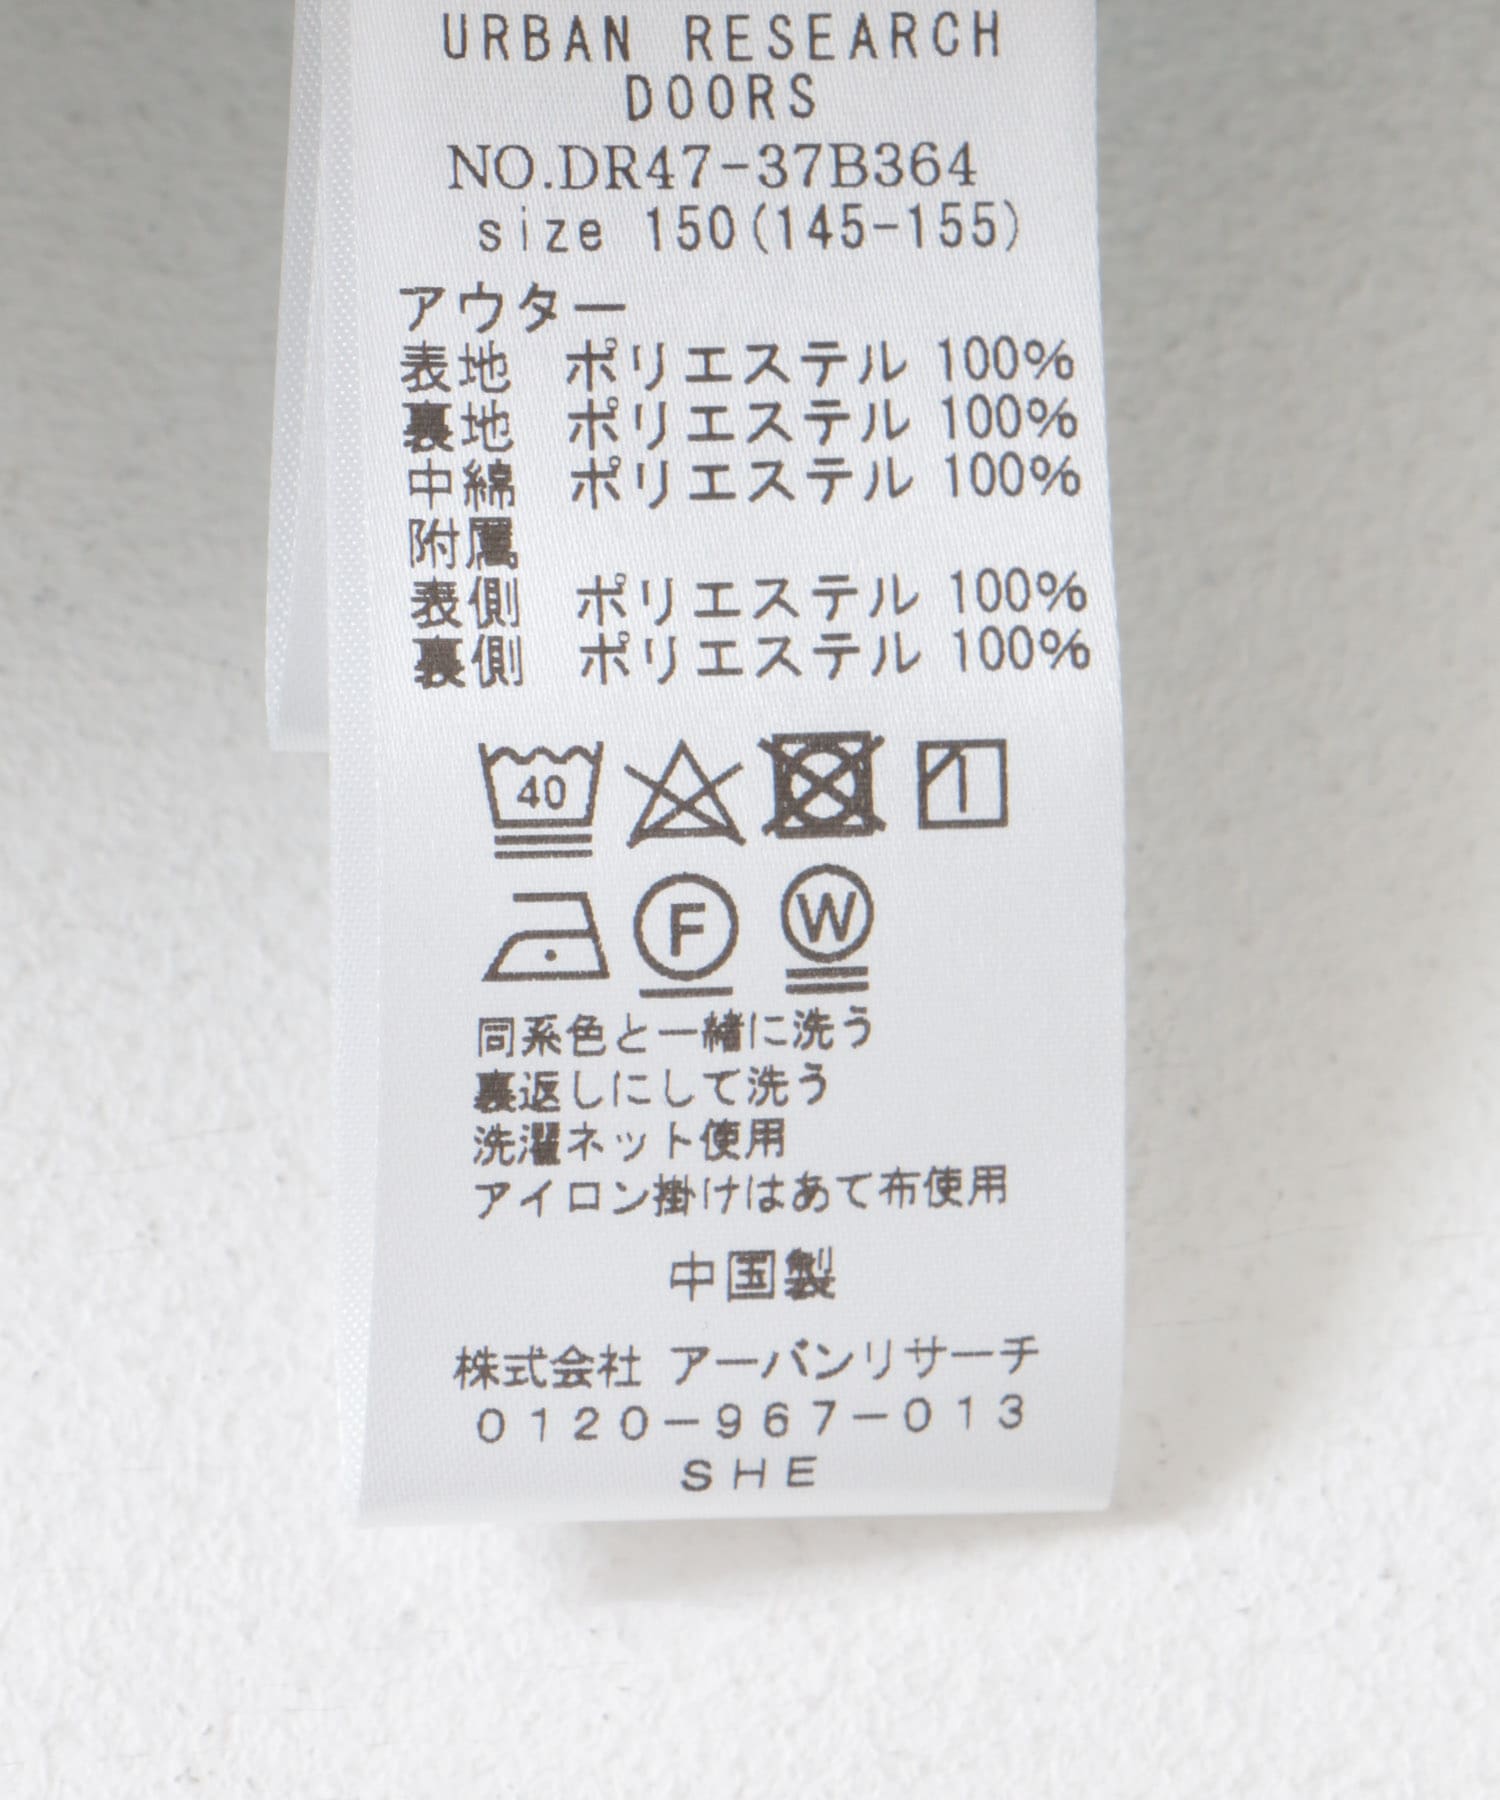 URBAN RESEARCH
DOORS
NO.DR47-37B364
size 150(145-155)
アウター
表地 ポリエステル 100%
裏地 ポリエステル 100%
中綿 ポリエステル 100%
附属
表側 ポリエステル 100%
裏側 ポリエステル 100%
40
F W
同系色と一緒に洗う
裏返しにして洗う
洗濯ネット使用
アイロン掛けはあて布使用
中国製
株式会社 アーバンリサーチ
0120-967-013
SHE